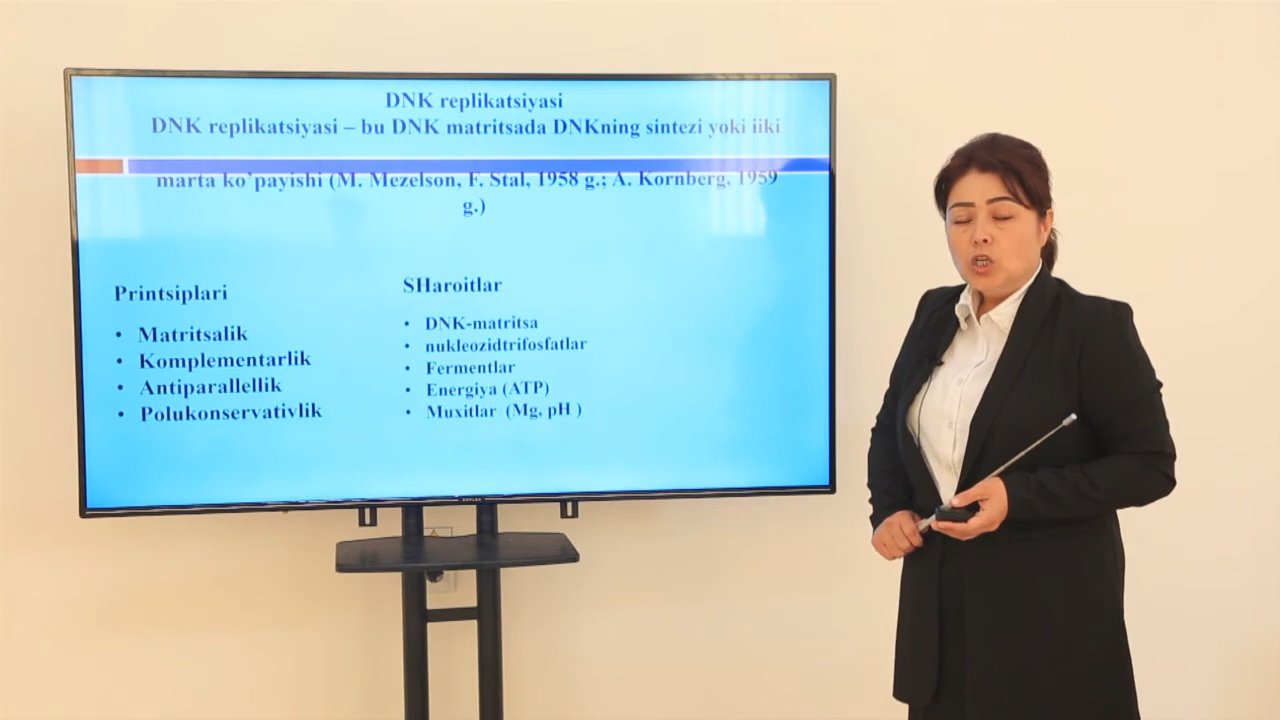 DNK replikatsiyasi
DNK replikatsiyasi – bu DNK matritsada DNKning sintezi yoki iiki
marta ko’payishi (M. Mezelson, F. Stal, 1958 g.; A. Kornberg, 1959
g.)
Printsiplari
• Matritsalik
• Komplementarlik
• Antiparallellik
• Polukonservativlik
SHaroitlar
• DNK-matritsa
• nukleozidtrifosfatlar
• Fermentlar
• Energiya (ATP)
• Muxitlar (Mg, pH )